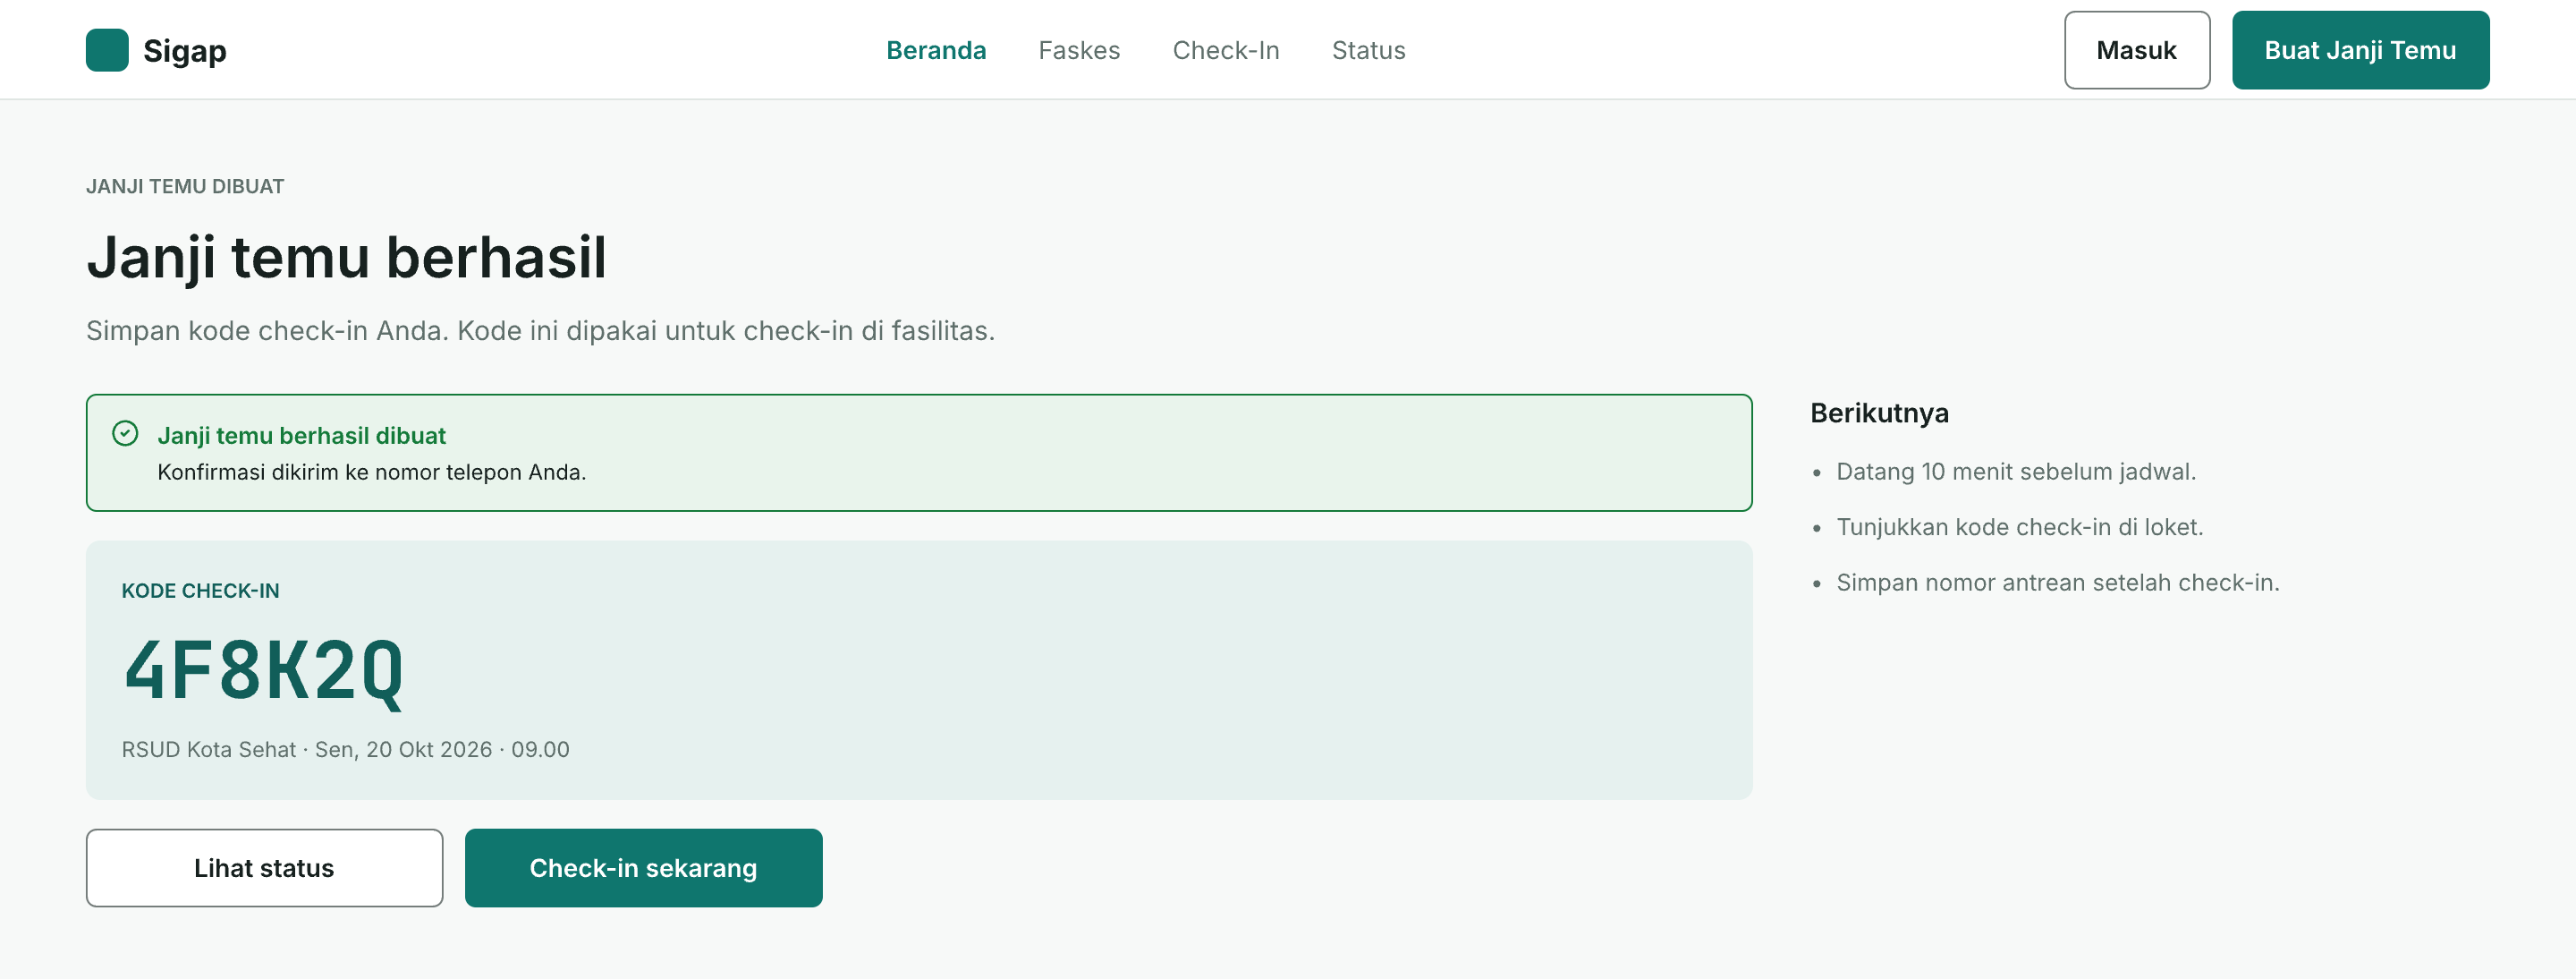 Sigap
Beranda
Faskes
Check-In
Status
Masuk
Buat Janji Temu
JANJI TEMU DIBUAT
Janji temu berhasil
Simpan kode check-in Anda. Kode ini dipakai untuk check-in di fasilitas.
Janji temu berhasil dibuat
Konfirmasi dikirim ke nomor telepon Anda.
KODE CHECK-IN
4F8K2Q
RSUD Kota Sehat · Sen, 20 Okt 2026 · 09.00
Lihat status
Check-in sekarang
Berikutnya
• Datang 10 menit sebelum jadwal.
• Tunjukkan kode check-in di loket.
• Simpan nomor antrean setelah check-in.